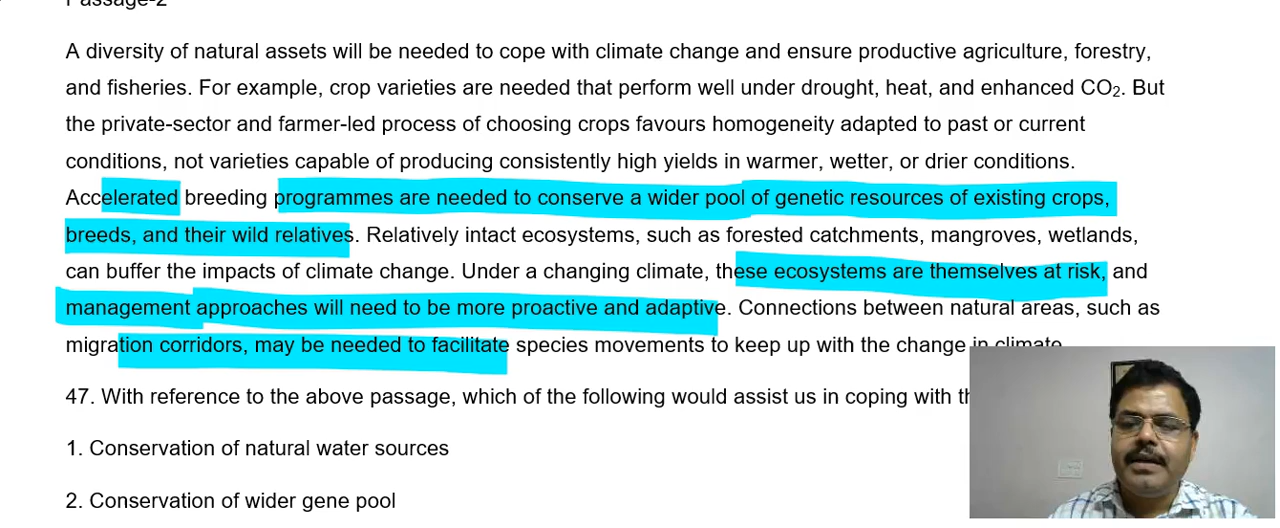 Passage-2
A diversity of natural assets will be needed to cope with climate change and ensure productive agriculture, forestry,
and fisheries. For example, crop varieties are needed that perform well under drought, heat, and enhanced CO₂. But
the private-sector and farmer-led process of choosing crops favours homogeneity adapted to past or current
conditions, not varieties capable of producing consistently high yields in warmer, wetter, or drier conditions.
Accelerated breeding programmes are needed to conserve a wider pool of genetic resources of existing crops,
breeds, and their wild relatives. Relatively intact ecosystems, such as forested catchments, mangroves, wetlands,
can buffer the impacts of climate change. Under a changing climate, these ecosystems are themselves at risk, and
management approaches will need to be more proactive and adaptive. Connections between natural areas, such as
migration corridors, may be needed to facilitate species movements to keep up with the change in climate
47. With reference to the above passage, which of the following would assist us in coping with
1. Conservation of natural water sources
2. Conservation of wider gene pool